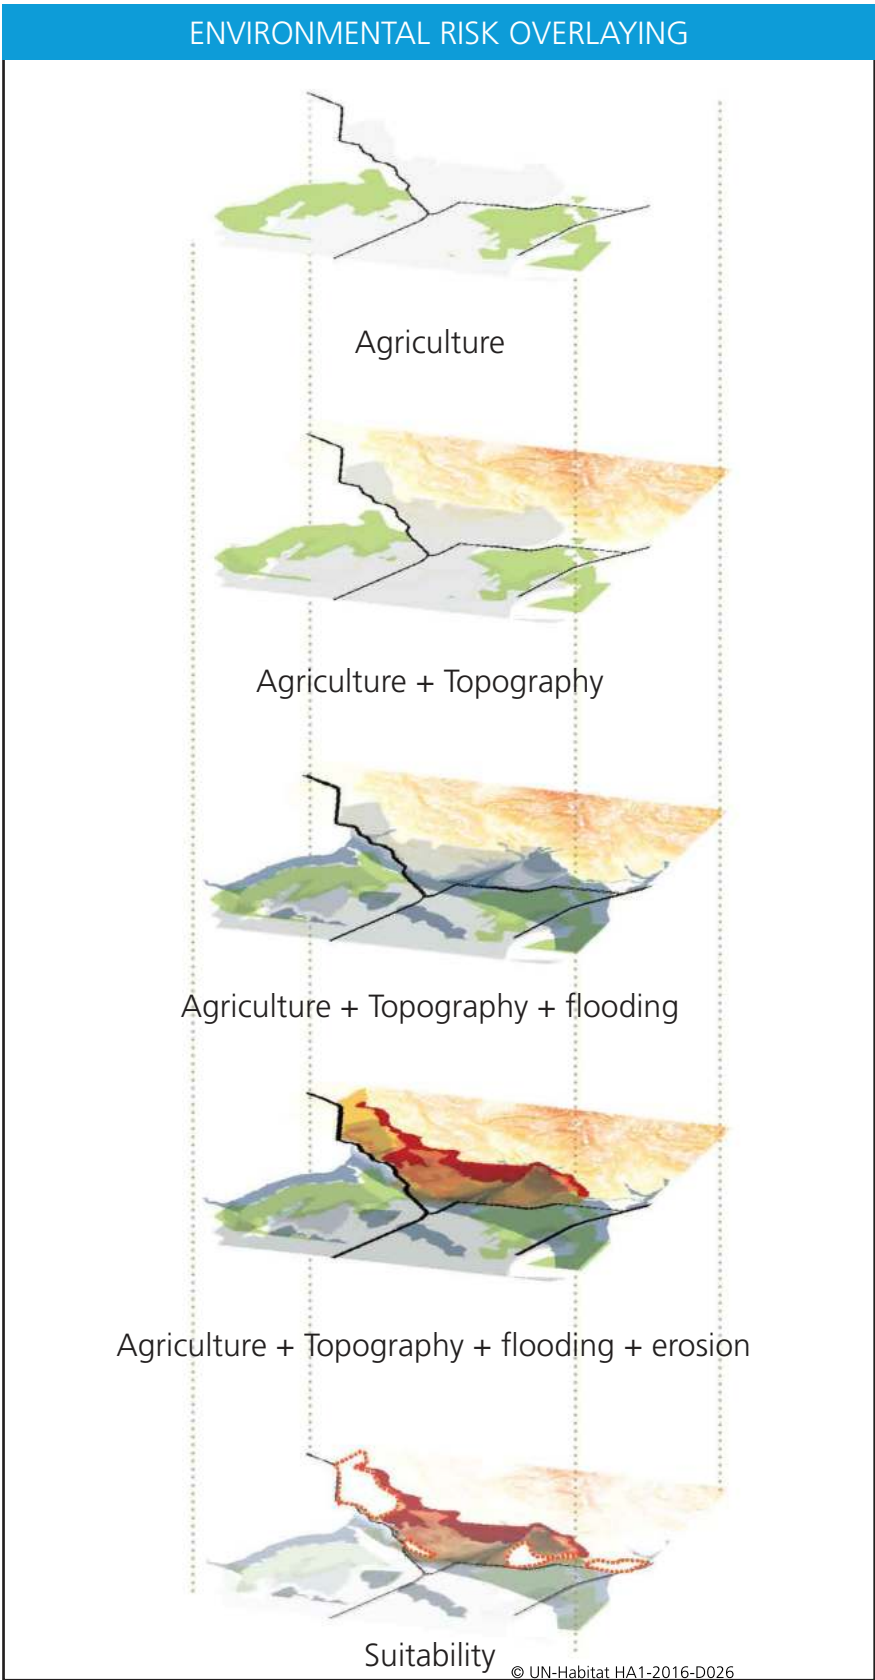 ENVIRONMENTAL RISK OVERLAYING
Agriculture
Agriculture + Topography
Agriculture + Topography + flooding
Agriculture + Topography + flooding + erosion
Suitability
© UN-Habitat HA1-2016-D026